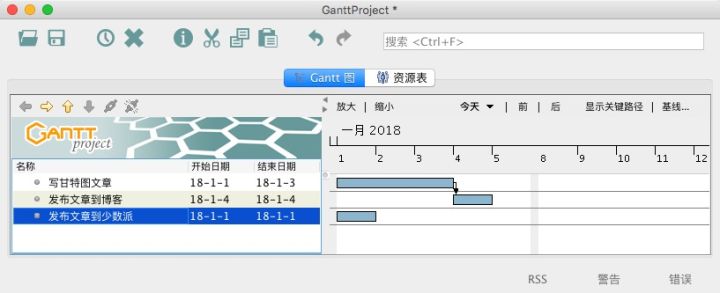 GanttProject *
搜索 <Ctrl+F>
Gantt 图 资源表
放大 | 缩小 今天 | 前 | 后 显示关键路径 | 基线...
GANTT project
一月 2018
1 2 3 4 5 6 7 8 9 10 11 12
名称 开始日期 结束日期
写甘特图文章 18-1-1 18-1-3
发布文章到博客 18-1-4 18-1-4
发布文章到少数派 18-1-1 18-1-1
RSS 警告 错误